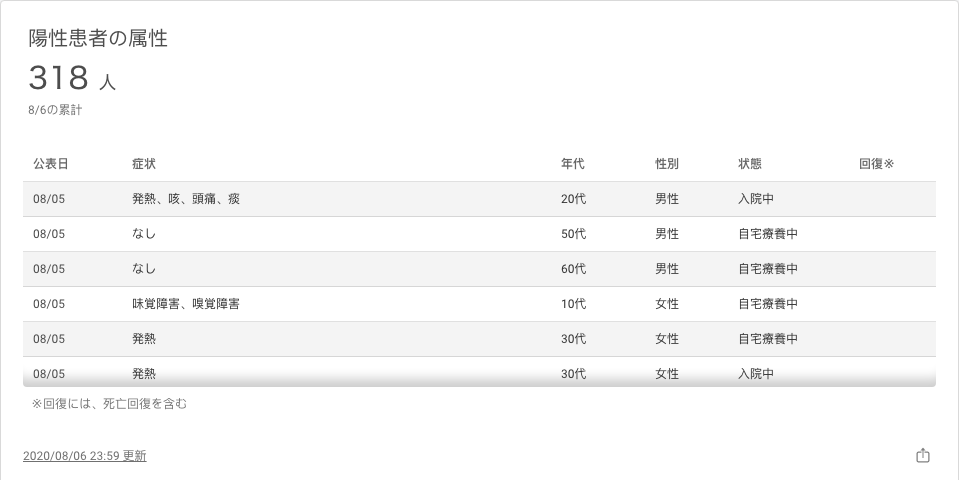 陽性患者の属性
318 人
8/6の累計
公表日 症状 年代 性別 状態 回復※
08/05 発熱、咳、頭痛、痰 20代 男性 入院中
08/05 なし 50代 男性 自宅療養中
08/05 なし 60代 男性 自宅療養中
08/05 味覚障害、嗅覚障害 10代 女性 自宅療養中
08/05 発熱 30代 女性 自宅療養中
08/05 発熱 30代 女性 入院中
※回復には、死亡回復を含む
2020/08/06 23:59 更新